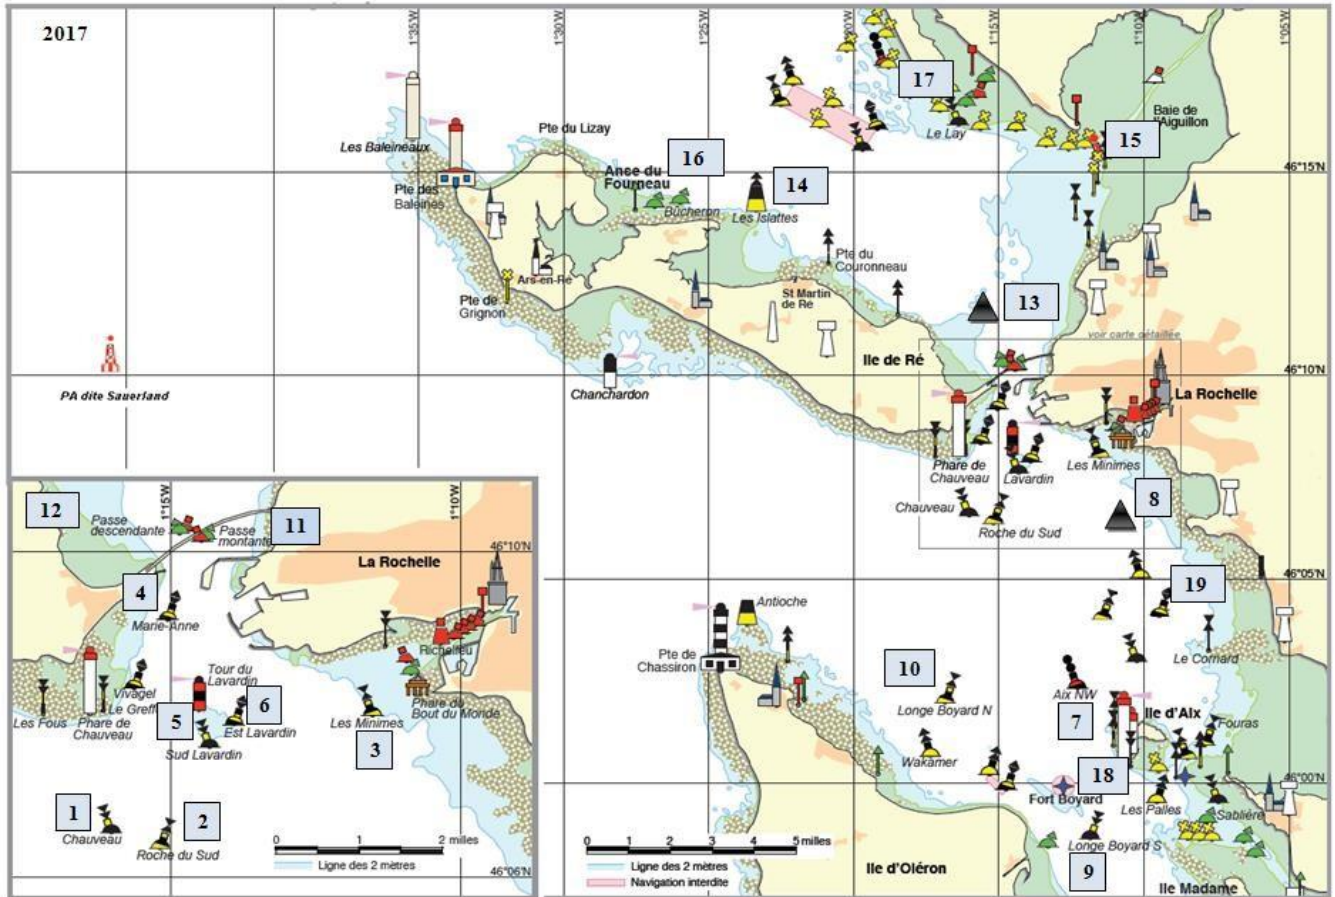 2017
1°35
1°30
1°25
1°20
1°15
1°10
1°05
17
Le Lay
Baie de
l'Aiguillon
15
Les Baleineaux
Pte du Lizay
16
46°15'N
Pte des
Baleines
Ance du
Fourneau
Bûcheron
14
Les Islattes
Ars-en-Ré
Pte du
Couronneau
Pte de
Grignon
St Martin
de Ré
13
voir carte détaillée
Ile de Ré
46°10'N
PA dite Sauerland
Chanchardon
La Rochelle
Phare de
Chauveau
Lavardin
Les Minimes
Chauveau
Roche du Sud
8
12
1°15'W
1°10'W
Passe
descendante
Passe
montante
11
46°10'N
La Rochelle
46°05'N
4
Marie-Anne
Antioche
19
Richelieu
Tour du
Lavardin
Pte de
Chassiron
Le Cornard
Vivagel
Le Greff
10
Aix NW
Les Fous
Phare de
Chauveau
5
6
Est Lavardin
Les Minimes
Phare du
Bout du Monde
Longe Boyard N
7
Ile d'Aix
Fouras
Sud Lavardin
3
Wakamer
46°00'N
18
Fort Boyard
Les Palles
Sablière
1
Chauveau
2
Roche du Sud
0 1 2 milles
Ligne des 2 mètres
46°06'N
0 1 2 3 4 5 milles
Ligne des 2 mètres
Navigation interdite
Ile d'Oléron
Longe Boyard S
9
Ile Madame